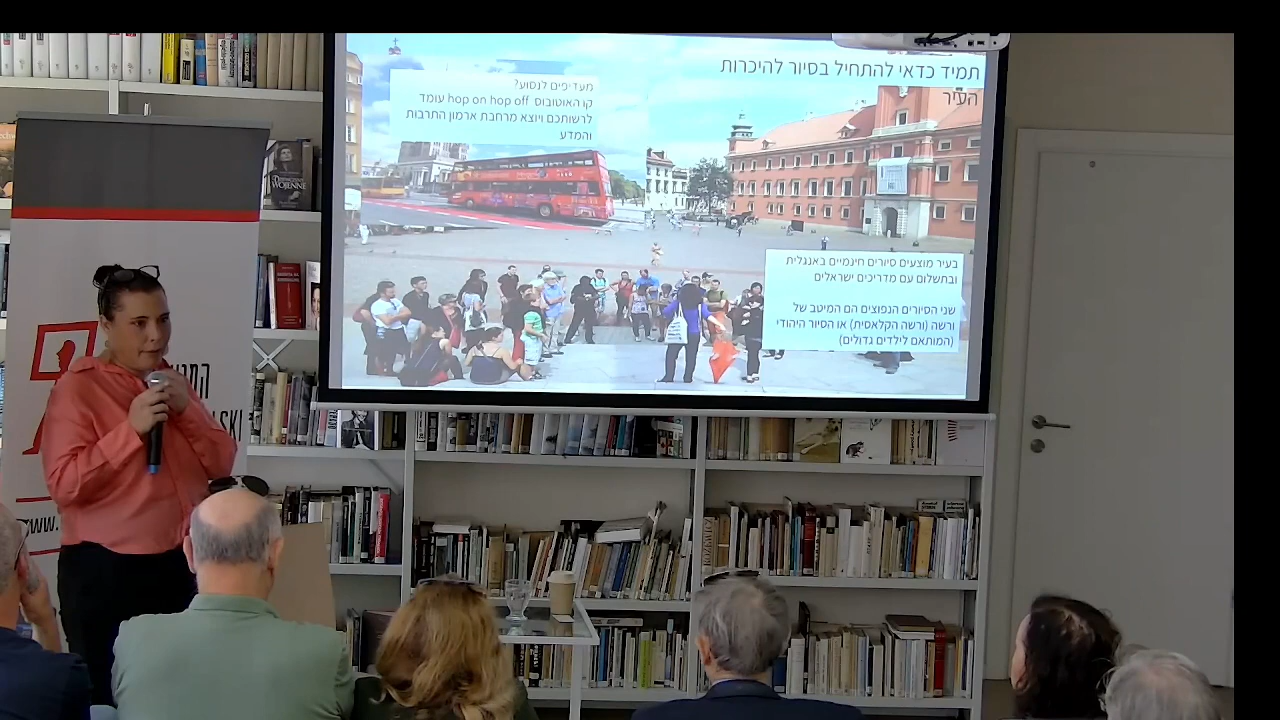 תמיד כדאי להתחיל בסיור להיכרות
העיר
מעדיפים לנסוע?
קו האוטובוס hop on hop off עומד
לרשותכם ויוצא מרחבת ארמון התרבות
והמדע
בעיר מוצעים סיורים חינמיים באנגלית
ובתשלום עם מדריכים ישראלים
שני הסיורים הנפוצים הם המיטב של
ורשה (ורשה הקלאסית) או הסיור היהודי
(המותאם לילדים גדולים)
WOJENNE
www.